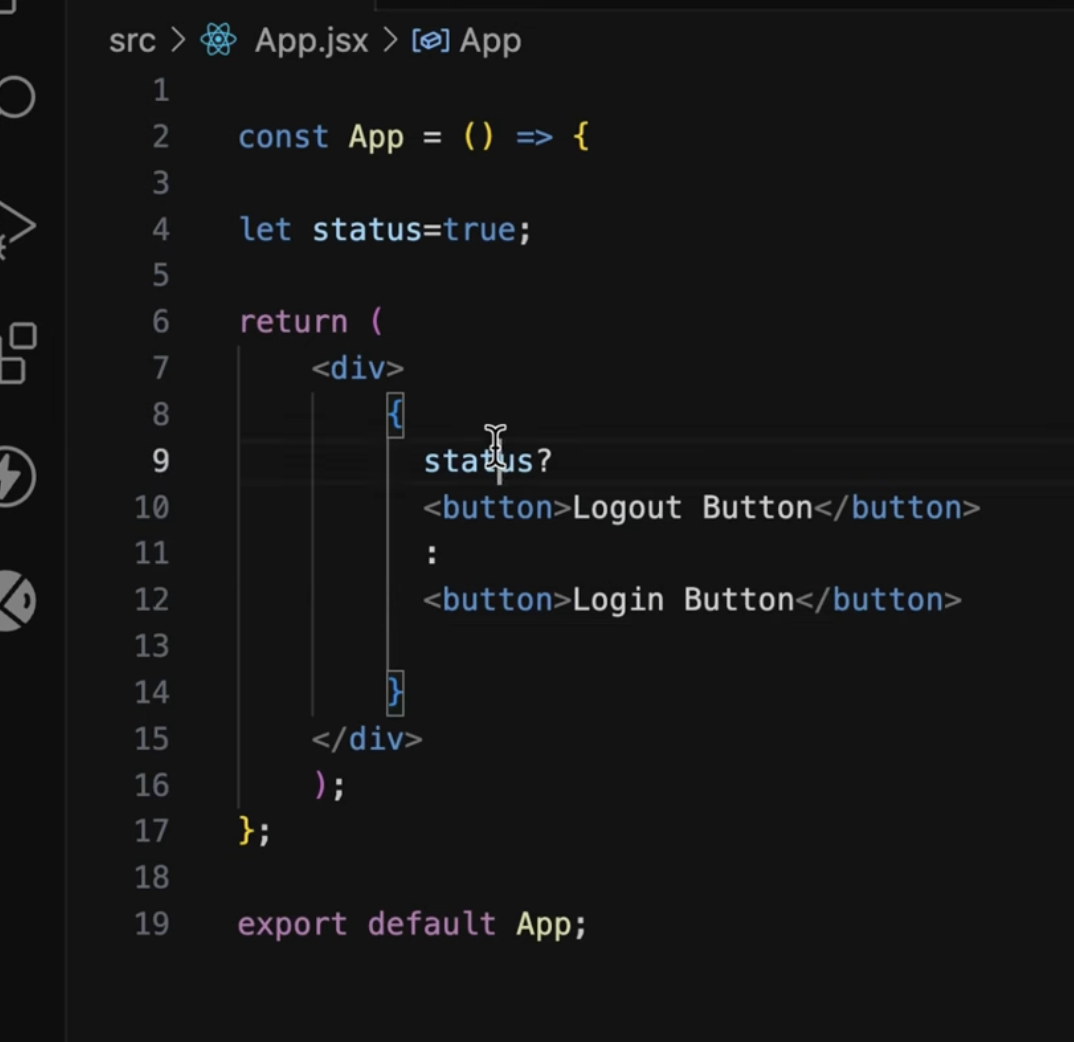 src > App.jsx > App
1
2 const App = () => {
3
4 let status=true;
5
6 return (
7 <div>
8 {
9 status?
10 <button>Logout Button</button>
11 :
12 <button>Login Button</button>
13
14 }
15 </div>
16 );
17 };
18
19 export default App;